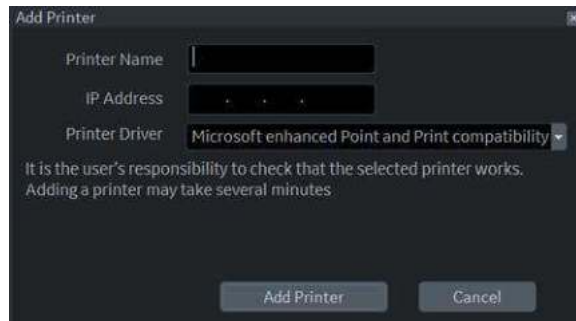 Add Printer
Printer Name
IP Address
. . .
Printer Driver
Microsoft enhanced Point and Print compatibility
It is the user's responsibility to check that the selected printer works.
Adding a printer may take several minutes
Add Printer
Cancel